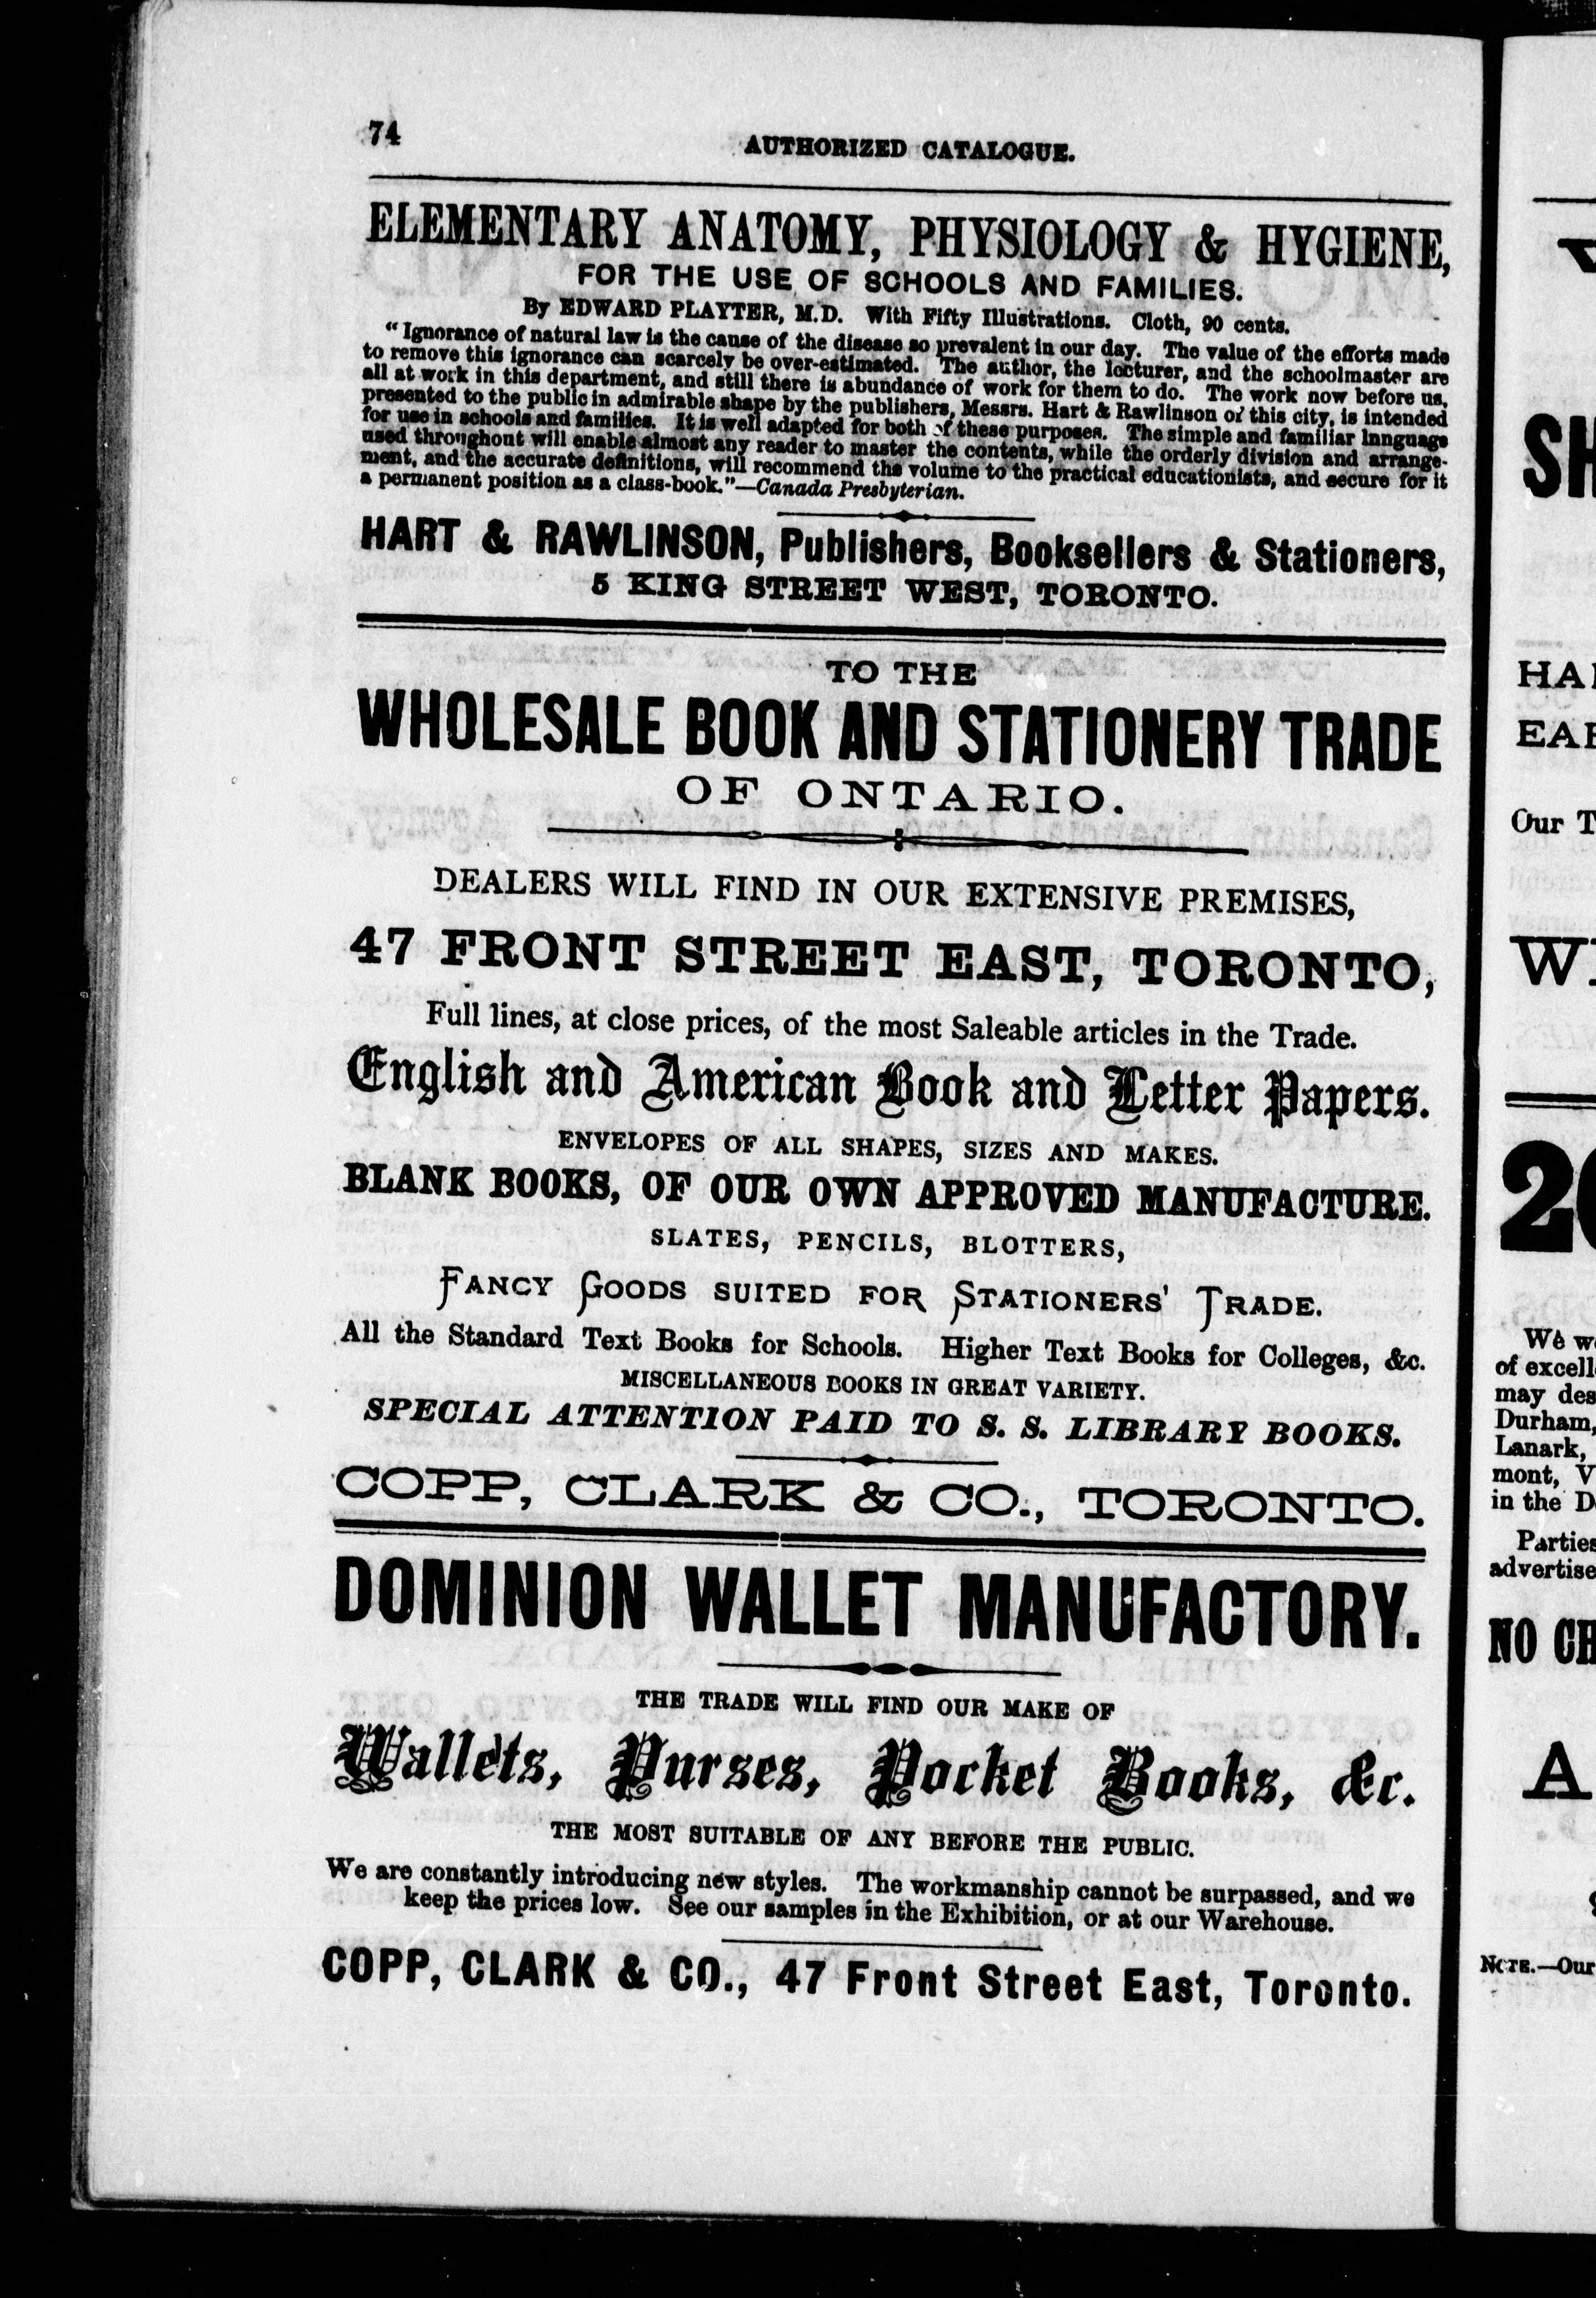 74
AUTHORIZED CATALOGUE.
ELEMENTARY ANATOMY, PHYSIOLOGY & HYGIENE,
FOR THE USE OF SCHOOLS AND FAMILIES.
By EDWARD PLAYTER, M.D. With Fifty Illustrations. Cloth, 90 cents.
"Ignorance of natural law is the cause of the disease so prevalent in our day. The value of the efforts made
to remove this ignorance can scarcely be over-estimated. The author, the lecturer, and the schoolmaster are
all at work in this department, and still there is abundance of work for them to do. The work now before us,
presented to the public in admirable shape by the publishers, Messrs. Hart & Rawlinson of this city, is intended
for use in schools and families. It is well adapted for both of these purposes. The simple and familiar lnnguage
used throughout will enable almost any reader to master the contents, while the orderly division and arrange-
ment, and the accurate definitions, will recommend the volume to the practical educationists, and secure for it
a permanent position as a class-book."—Canada Presbyterian.
HART & RAWLINSON, Publishers, Booksellers & Stationers,
5 KING STREET WEST, TORONTO.
TO THE
WHOLESALE BOOK AND STATIONERY TRADE
OF ONTARIO.
DEALERS WILL FIND IN OUR EXTENSIVE PREMISES,
47 FRONT STREET EAST, TORONTO,
Full lines, at close prices, of the most Saleable articles in the Trade.
English and American Book and Letter Papers.
ENVELOPES OF ALL SHAPES, SIZES AND MAKES.
BLANK BOOKS, OF OUR OWN APPROVED MANUFACTURE.
SLATES, PENCILS, BLOTTERS,
FANCY GOODS SUITED FOR STATIONERS' TRADE.
All the Standard Text Books for Schools. Higher Text Books for Colleges, &c.
MISCELLANEOUS BOOKS IN GREAT VARIETY.
SPECIAL ATTENTION PAID TO S. S. LIBRARY BOOKS.
COPP, CLARK & CO., TORONTO.
DOMINION WALLET MANUFACTORY.
THE TRADE WILL FIND OUR MAKE OF
Wallets, Purses, Pocket Books, &c.
THE MOST SUITABLE OF ANY BEFORE THE PUBLIC.
We are constantly introducing new styles. The workmanship cannot be surpassed, and we
keep the prices low. See our samples in the Exhibition, or at our Warehouse.
COPP, CLARK & CO., 47 Front Street East, Toronto.
Our
of
may
Durham,
Lanark,
mont,
in the
Parties
NO
A
NOTE.—Our